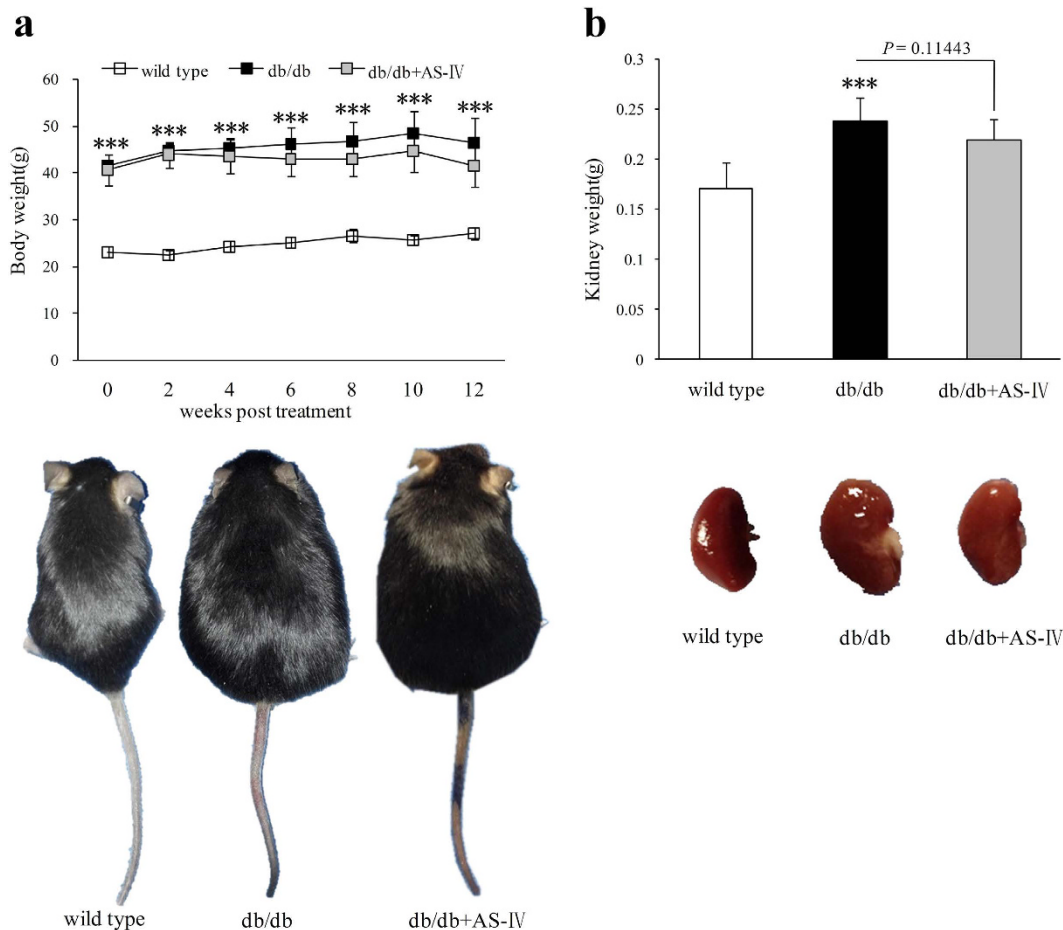 a
wild type db/db db/db+AS-Ⅳ
Body weight(g)
60
50
40
30
20
10
0
*** *** *** *** *** *** ***
0 2 4 6 8 10 12
weeks post treatment
wild type db/db db/db+AS-Ⅳ
b
P = 0.11443
***
Kidney weight(g)
0.3
0.25
0.2
0.15
0.1
0.05
0
wild type db/db db/db+AS-Ⅳ
wild type db/db db/db+AS-Ⅳ